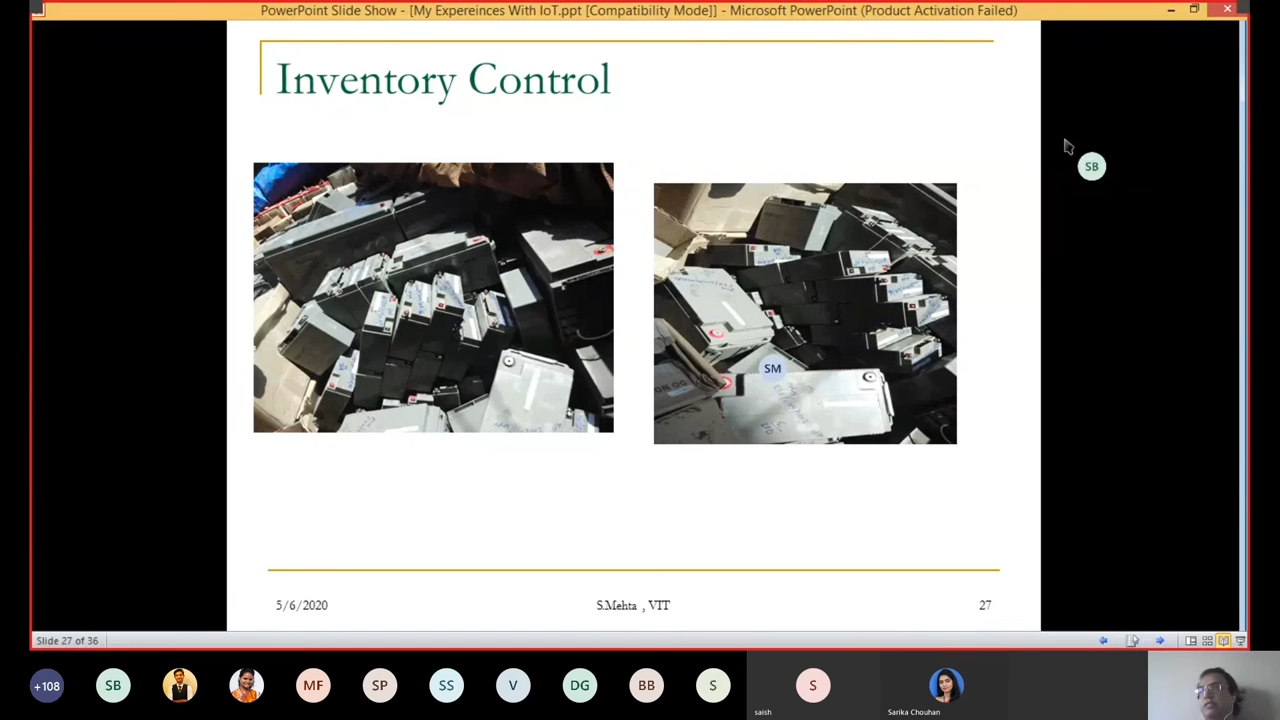 PowerPoint Slide Show - [My Expereinces With IoT.ppt [Compatibility Mode]] - Microsoft PowerPoint (Product Activation Failed)
Inventory Control
SB
SM
5/6/2020 S.Mehta , VIT 27
Slide 27 of 36
+108 SB MF SP SS V DG BB S S
saish Sarika Chouhan